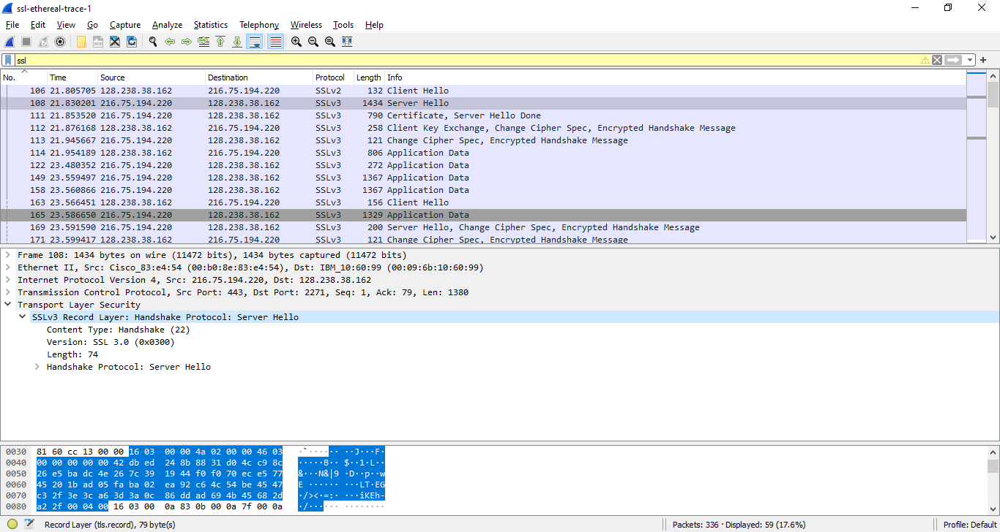 ssl-ethereal-trace-1
File Edit View Go Capture Analyze Statistics Telephony Wireless Tools Help
ssl
No. Time Source Destination Protocol Length Info
106 21.805705 128.238.38.162 216.75.194.220 SSLv2 132 Client Hello
108 21.830201 216.75.194.220 128.238.38.162 SSLv3 1434 Server Hello
111 21.853520 216.75.194.220 128.238.38.162 SSLv3 790 Certificate, Server Hello Done
112 21.876168 128.238.38.162 216.75.194.220 SSLv3 258 Client Key Exchange, Change Cipher Spec, Encrypted Handshake Message
113 21.945667 216.75.194.220 128.238.38.162 SSLv3 121 Change Cipher Spec, Encrypted Handshake Message
114 21.954189 128.238.38.162 216.75.194.220 SSLv3 806 Application Data
122 23.480352 216.75.194.220 128.238.38.162 SSLv3 272 Application Data
149 23.559497 216.75.194.220 128.238.38.162 SSLv3 1367 Application Data
158 23.560866 216.75.194.220 128.238.38.162 SSLv3 1367 Application Data
163 23.566451 128.238.38.162 216.75.194.220 SSLv3 156 Client Hello
165 23.586650 216.75.194.220 128.238.38.162 SSLv3 1329 Application Data
169 23.591590 216.75.194.220 128.238.38.162 SSLv3 200 Server Hello, Change Cipher Spec, Encrypted Handshake Message
171 23.599417 128.238.38.162 216.75.194.220 SSLv3 121 Change Cipher Spec, Encrypted Handshake Message
Frame 108: 1434 bytes on wire (11472 bits), 1434 bytes captured (11472 bits)
Ethernet II, Src: Cisco_83:e4:54 (00:b0:8e:83:e4:54), Dst: IBM_10:60:99 (00:09:6b:10:60:99)
Internet Protocol Version 4, Src: 216.75.194.220, Dst: 128.238.38.162
Transmission Control Protocol, Src Port: 443, Dst Port: 2271, Seq: 1, Ack: 79, Len: 1380
Transport Layer Security
SSLv3 Record Layer: Handshake Protocol: Server Hello
Content Type: Handshake (22)
Version: SSL 3.0 (0x0300)
Length: 74
Handshake Protocol: Server Hello
0030 81 60 cc 13 00 00 16 03 00 00 4a 02 00 00 46 03 ·`······ ··J···F·
0040 00 00 00 00 00 42 db ed 24 8b 88 31 d0 4c c9 8c ·····B·· $··1·L··
0050 26 e5 ba dc 4e 26 7c 39 19 44 f0 f0 70 ec e5 77 &···N&|9 ·D··p··w
0060 45 20 1b ad 05 fa ba 02 ea 92 c6 4c 54 be 45 47 E ······ ···LT·EG
0070 c3 2f 3e 3c a6 3d 3a 0c 86 dd ad 69 4b 45 68 2d ·/><·=:· ···iKEh-
0080 a2 2f 00 04 00 16 03 00 0a 83 0b 00 0a 7f 00 0a ·/······ ········
Record Layer (tls.record), 79 byte(s) Packets: 336 · Displayed: 59 (17.6%) Profile: Default